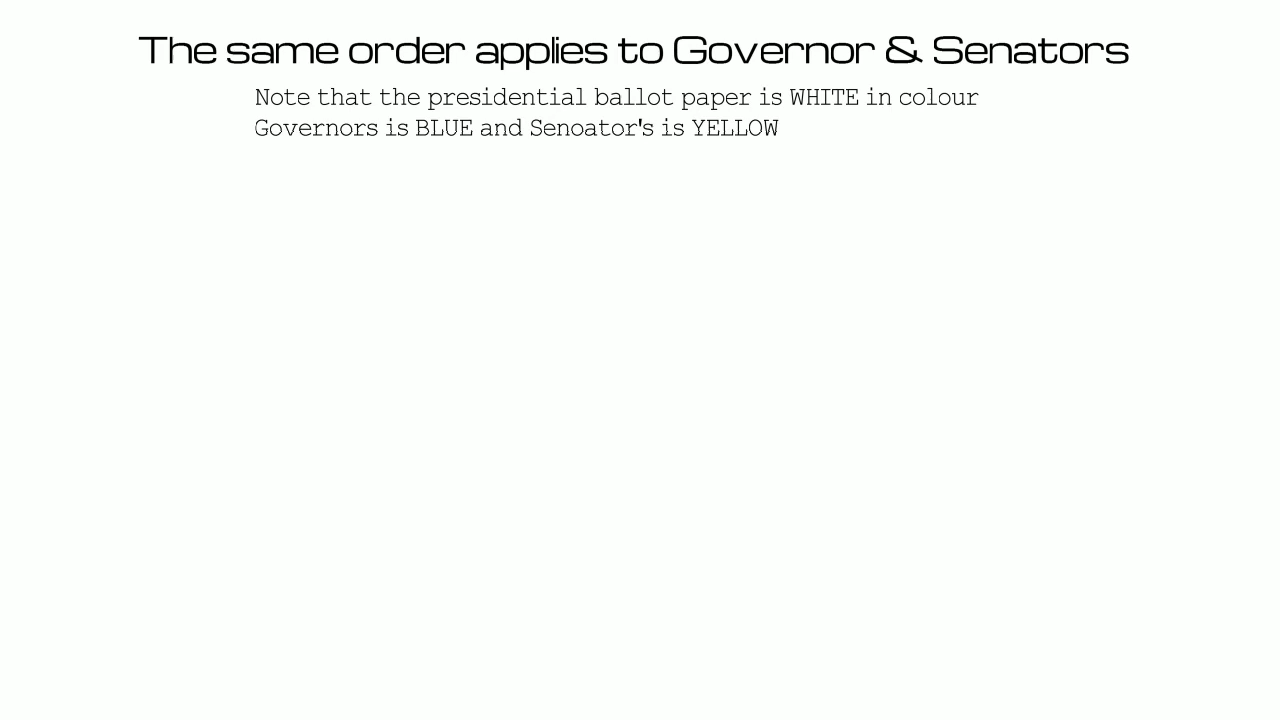 The same order applies to Governor & Senators
Note that the presidential ballot paper is WHITE in colour
Governors is BLUE and Senoator's is YELLOW